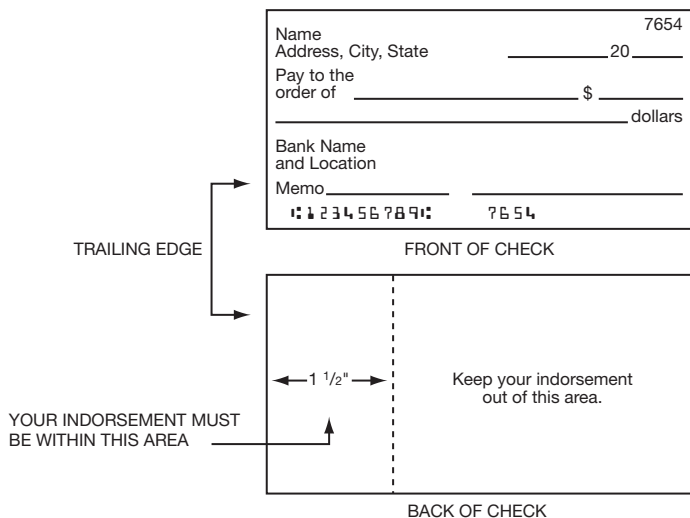 7654
Name
Address, City, State 20
Pay to the
order of $
dollars
Bank Name
and Location
Memo
⑆123456789⑆ 7654
TRAILING EDGE
FRONT OF CHECK
1 1/2"
Keep your indorsement
out of this area.
YOUR INDORSEMENT MUST
BE WITHIN THIS AREA
BACK OF CHECK